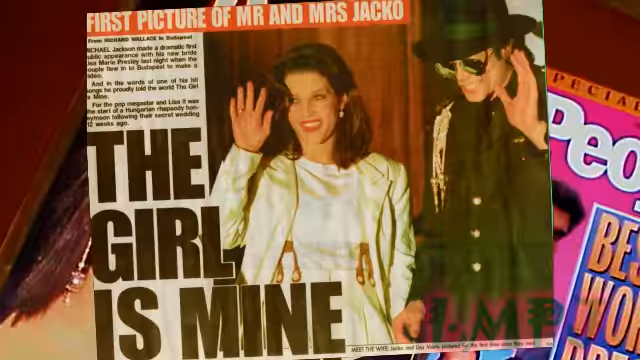 FIRST PICTURE OF MR AND MRS JACKO
From RICHARD WALLACE in Budapest
MICHAEL Jackson made a dramatic first
public appearance with his new bride
Lisa Marie Presley last night when the
couple flew in to Budapest to make a
video.
And in the words of one of his hit
songs he proudly told the world The Girl
is Mine.
For the pop megastar and Lisa it was
the start of a Hungarian rhapsody hon-
eymoon following their secret wedding
12 weeks ago.
THE
GIRL
IS MINE
MEET THE WIFE: Jacko and Lisa Marie pictured for the first time since they wed
LMP
SPECIAL
Peo
BES
WO